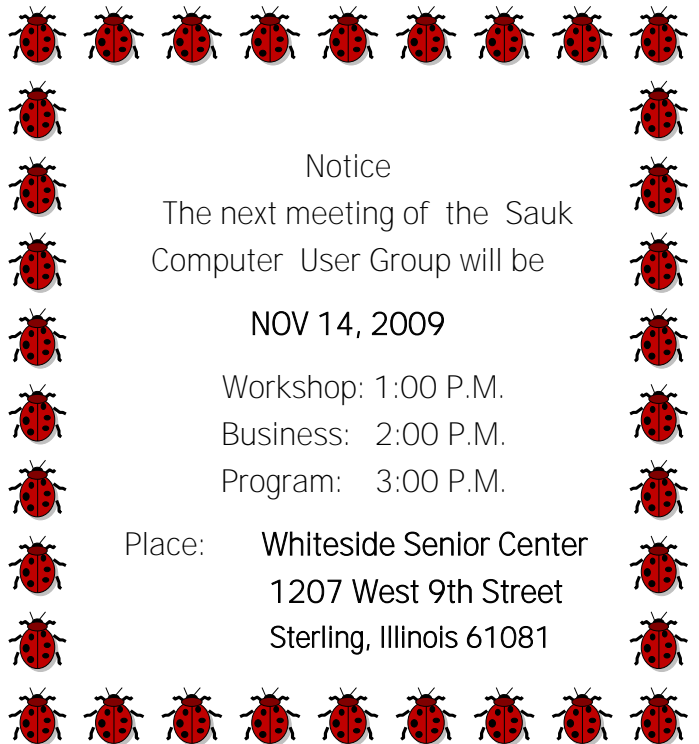 Notice
The next meeting of the Sauk
Computer User Group will be
NOV 14, 2009
Workshop: 1:00 P.M.
Business: 2:00 P.M.
Program: 3:00 P.M.
Place: Whiteside Senior Center
1207 West 9th Street
Sterling, Illinois 61081